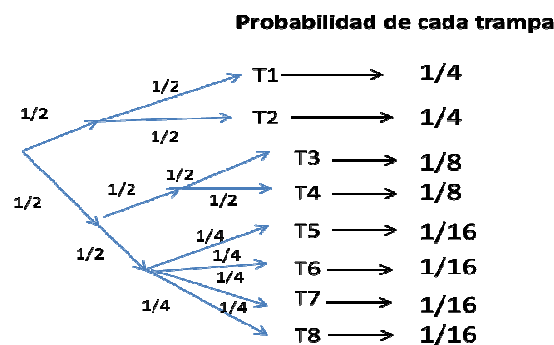 Probabilidad de cada trampa
1/2 T1 1/4
1/2
1/2 T2 1/4
1/2 T3 1/8
1/2 1/2 1/2 T4 1/8
1/4 T5 1/16
1/2 1/4 T6 1/16
1/4
1/4 1/4 T7 1/16
T8 1/16